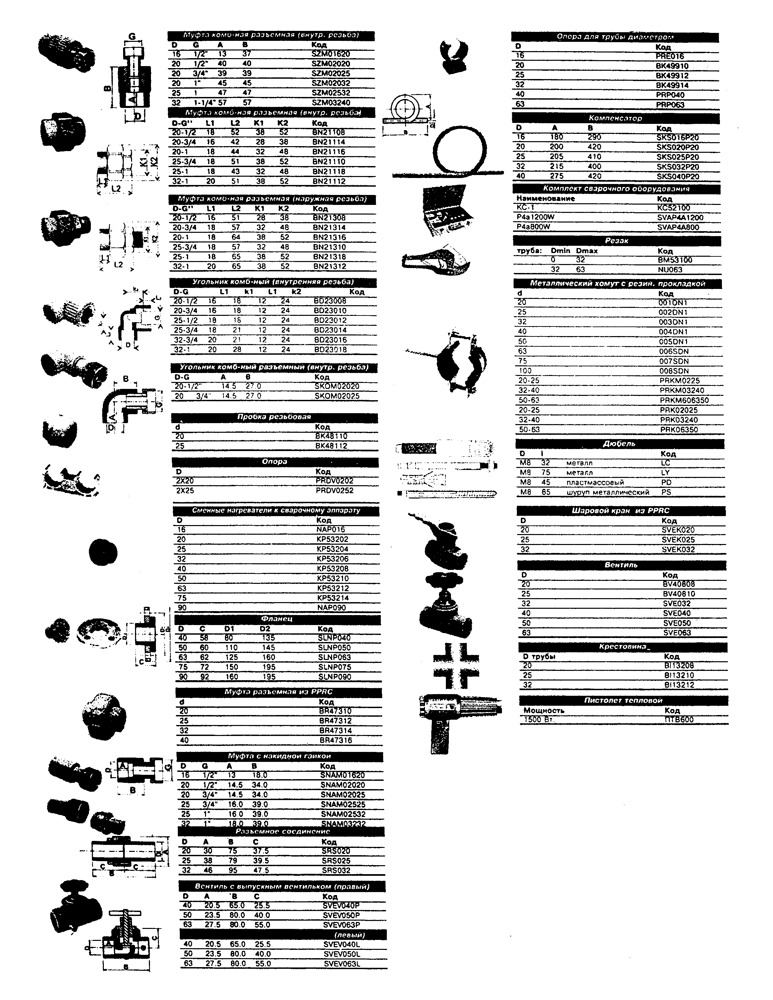 Муфта комб-ная разъемная (внутр. резьба)
D G A B Код
16 1/2" 13 37 SZM01620
20 1/2" 40 40 SZM02020
20 3/4" 39 39 SZM02025
20 1" 45 45 SZM02032
25 1 47 47 SZM02532
32 1-1/4" 57 57 SZM03240
Муфта комб-ная разъемная (внутр. резьба)
D-G" L1 L2 K1 K2 Код
20-1/2 18 52 38 52 BN21108
20-3/4 16 42 28 38 BN21114
20-1 18 44 32 48 BN21116
25-3/4 18 51 38 52 BN21110
25-1 18 43 32 48 BN21118
32-1 20 51 38 52 BN21112
Муфта комб-ная разъемная (наружная резьба)
D-G" L1 L2 K1 K2 Код
20-1/2 16 51 28 38 BN21308
20-3/4 18 57 32 48 BN21314
20-1 18 64 38 52 BN21316
25-3/4 18 57 32 48 BN21310
25-1 18 65 38 52 BN21318
32-1 20 65 38 52 BN21312
Угольник комб-ный (внутренняя резьба)
D-G L1 k1 L1 k2 Код
20-1/2 16 18 12 24 BD23008
20-3/4 16 18 12 24 BD23010
25-1/2 18 18 12 24 BD23012
25-3/4 18 21 12 24 BD23014
32-3/4 20 21 12 24 BD23016
32-1 20 28 12 24 BD23018
Угольник комб-ный разъемный (внутр. резьба)
D-G A B Код
20-1/2" 14.5 27.0 SKOM02020
20 3/4" 14.5 27.0 SKOM02025
Пробка резьбовая
d Код
20 BK48110
25 BK48112
Опора
D Код
2X20 PRDV0202
2X25 PRDV0252
Сменные нагреватели к сварочному аппарату
D Код
16 NAP016
20 KP53202
25 KP53204
32 KP53206
40 KP53208
50 KP53210
63 KP53212
75 KP53214
90 NAP090
Фланец
D C D1 D2 Код
40 58 80 135 SLNP040
50 60 110 145 SLNP050
63 62 125 160 SLNP063
75 72 150 195 SLNP075
90 92 160 195 SLNP090
Муфта разъемная из PPRC
d Код
20 BR47310
25 BR47312
32 BR47314
40 BR47316
Муфта с накидной гайкой
D G A B Код
16 1/2" 13 18.0 SNAM01620
20 1/2" 14.5 34.0 SNAM02020
20 3/4" 14.5 34.0 SNAM02025
25 3/4" 16.0 39.0 SNAM02525
25 1" 16.0 39.0 SNAM02532
32 1" 18.0 39.0 SNAM03232
Разъемное соединение
D A B C Код
20 30 75 37.5 SRS020
25 38 79 39.5 SRS025
32 46 95 47.5 SRS032
Вентиль с выпускным вентильком (правый)
D A B C Код
40 20.5 65.0 25.5 SVEV040P
50 23.5 80.0 40.0 SVEV050P
63 27.5 80.0 55.0 SVEV063P
(левый)
40 20.5 65.0 25.5 SVEV040L
50 23.5 80.0 40.0 SVEV050L
63 27.5 80.0 55.0 SVEV063L
Опора для трубы диаметром
D Код
16 PRE016
20 BK49910
25 BK49912
32 BK49914
40 PRP040
63 PRP063
Компенсатор
D A B Код
16 180 290 SKS016P20
20 200 420 SKS020P20
25 205 410 SKS025P20
32 215 400 SKS032P20
40 275 420 SKS040P20
Комплект сварочного оборудования
Наименование Код
КС-1 KC52100
P4a1200W SVAP4A1200
P4a800W SVAP4A800
Резак
труба: Dmin Dmax Код
0 32 BM53100
32 63 NU063
Металлический хомут с резин. прокладкой
d Код
20 001DN1
25 002DN1
32 003DN1
40 004DN1
50 005DN1
63 006SDN
75 007SDN
100 008SDN
20-25 PRKM0225
32-40 PRKM03240
50-63 PRKM606350
20-25 PRK02025
32-40 PRK03240
50-63 PRK06350
Дюбель
D l Код
M8 32 металл LC
M8 75 металл LY
M8 45 пластмассовый PD
M8 65 шуруп металлический PS
Шаровой кран из PPRC
D Код
20 SVEK020
25 SVEK025
32 SVEK032
Вентиль
D Код
20 BV40808
25 BV40810
32 SVE032
40 SVE040
50 SVE050
63 SVE063
Крестовина
D трубы Код
20 BI13208
25 BI13210
32 BI13212
Пистолет тепловой
Мощность Код
1500 Вт. ПТВ600